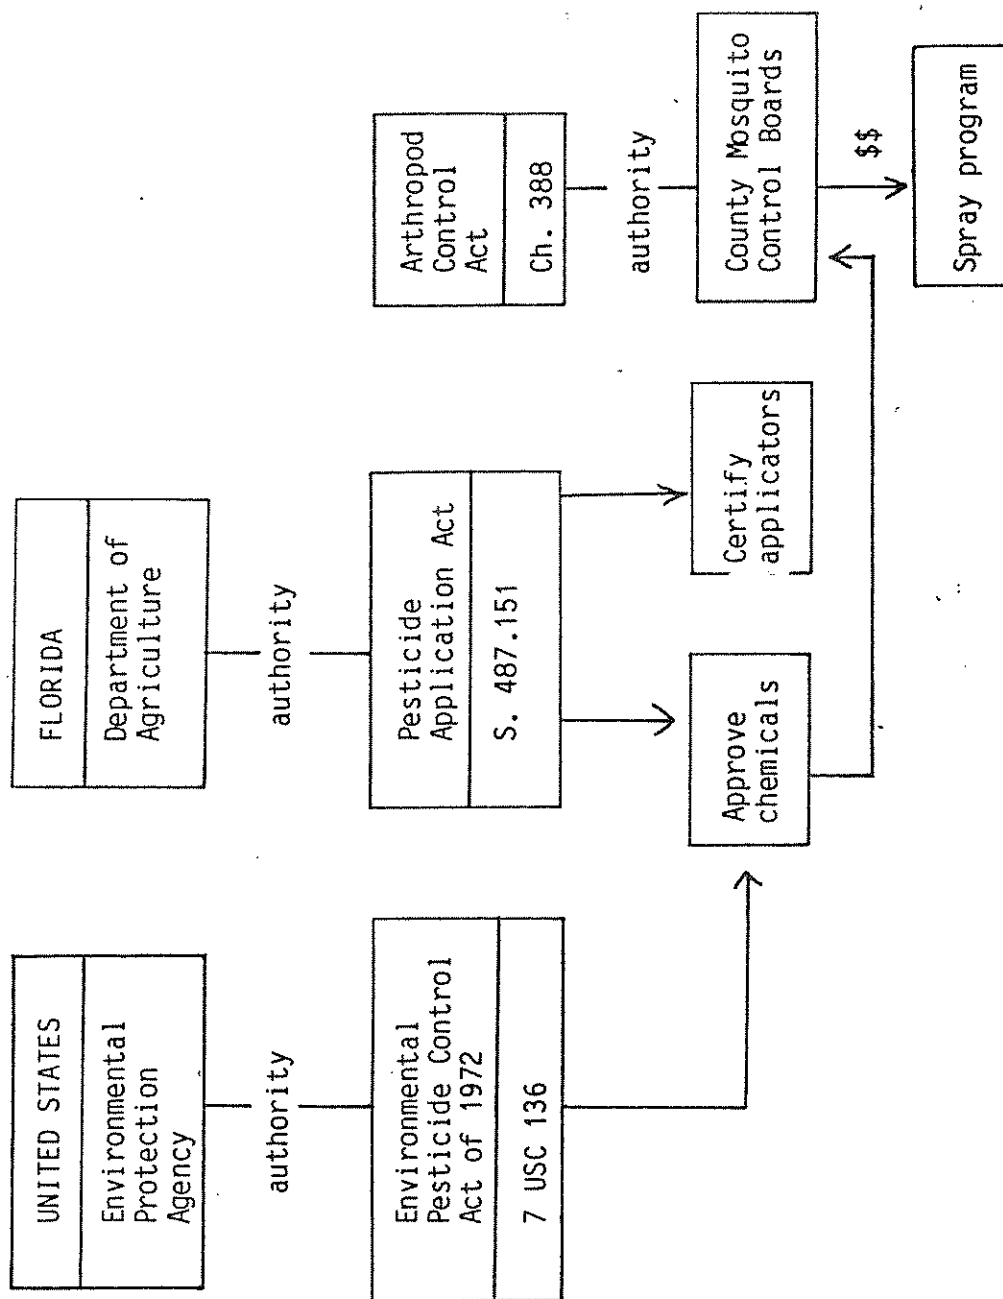 UNITED STATES
Environmental
Protection
Agency
authority
Environmental
Pesticide Control
Act of 1972
7 USC 136
FLORIDA
Department of
Agriculture
authority
Pesticide
Application Act
S. 487.151
Approve
chemicals
Certify
applicators
Arthropod
Control
Act
Ch. 388
authority
County Mosquito
Control Boards
$$
Spray program